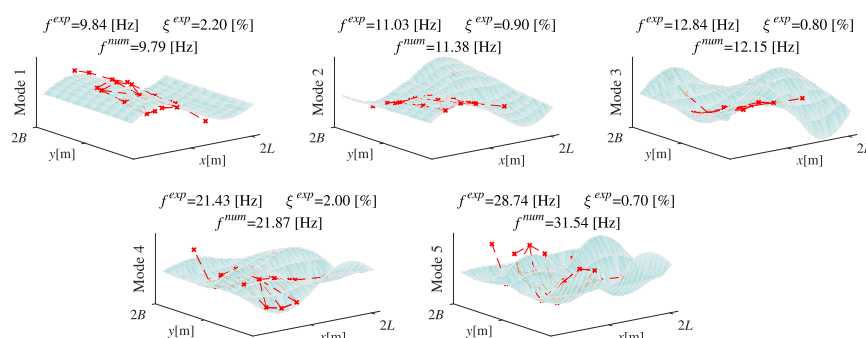 f^exp=9.84 [Hz] ξ^exp=2.20 [%]
f^num=9.79 [Hz]
Mode 1
2B
y[m]
x[m]
2L
f^exp=11.03 [Hz] ξ^exp=0.90 [%]
f^num=11.38 [Hz]
Mode 2
2B
y[m]
x[m]
2L
f^exp=12.84 [Hz] ξ^exp=0.80 [%]
f^num=12.15 [Hz]
Mode 3
2B
y[m]
x[m]
2L
f^exp=21.43 [Hz] ξ^exp=2.00 [%]
f^num=21.87 [Hz]
Mode 4
2B
y[m]
x[m]
2L
f^exp=28.74 [Hz] ξ^exp=0.70 [%]
f^num=31.54 [Hz]
Mode 5
2B
y[m]
x[m]
2L